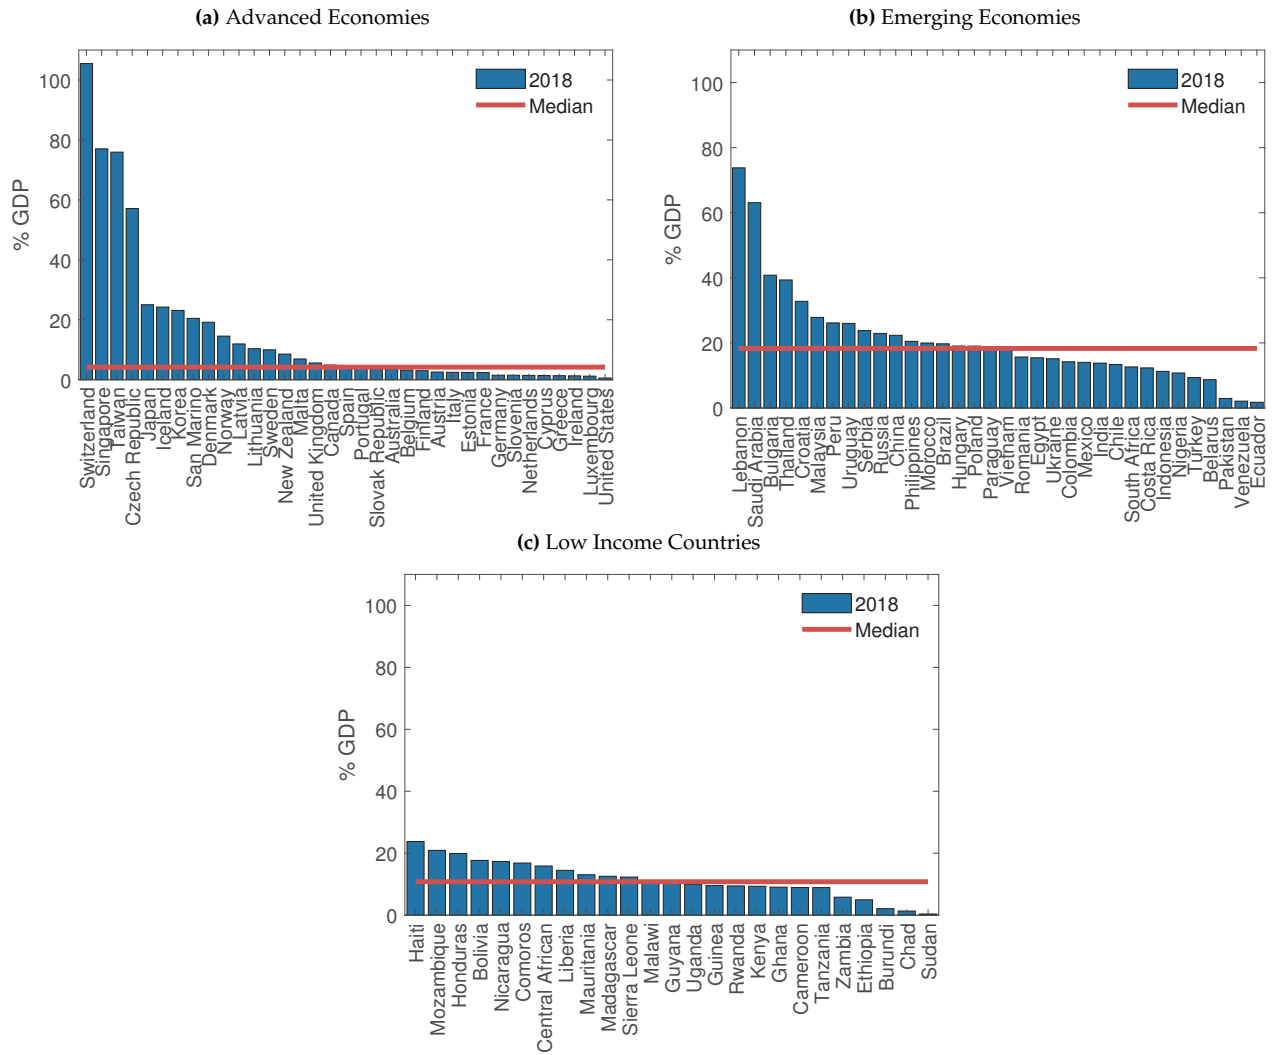 (a) Advanced Economies
100
80
60
40
20
0
% GDP
2018
Median
Switzerland
Singapore
Taiwan
Czech Republic
Japan
Iceland
Korea
San Marino
Denmark
Norway
Latvia
Lithuania
Sweden
New Zealand
Malta
United Kingdom
Canada
Spain
Portugal
Slovak Republic
Australia
Belgium
Finland
Austria
Italy
Estonia
France
Germany
Slovenia
Netherlands
Cyprus
Greece
Ireland
Luxembourg
United States
(b) Emerging Economies
100
80
60
40
20
0
% GDP
2018
Median
Lebanon
Saudi Arabia
Bulgaria
Thailand
Croatia
Malaysia
Peru
Uruguay
Serbia
Russia
China
Philippines
Morocco
Brazil
Hungary
Poland
Paraguay
Vietnam
Romania
Egypt
Ukraine
Colombia
Mexico
India
Chile
South Africa
Costa Rica
Indonesia
Nigeria
Turkey
Belarus
Pakistan
Venezuela
Ecuador
(c) Low Income Countries
100
80
60
40
20
0
% GDP
2018
Median
Haiti
Mozambique
Honduras
Bolivia
Nicaragua
Comoros
Central African
Liberia
Mauritania
Madagascar
Sierra Leone
Malawi
Guyana
Uganda
Guinea
Rwanda
Kenya
Ghana
Cameroon
Tanzania
Zambia
Ethiopia
Burundi
Chad
Sudan